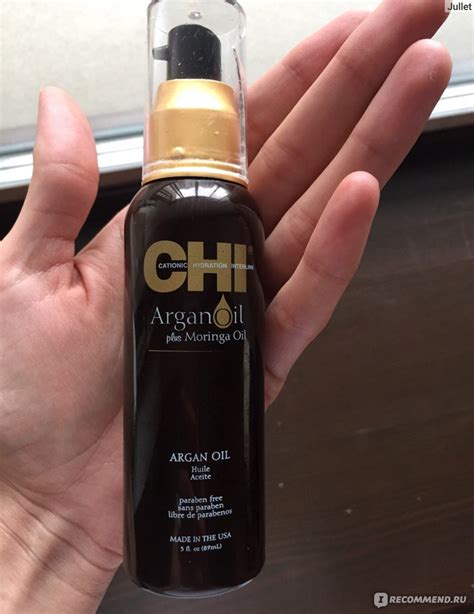 Jullet
CHI
CATIONIC HYDRATION INTERLINK
Argan Oil
plus Moringa Oil
ARGAN OIL
Huile
Aceite
paraben free
sans paraben
libre de parabenos
MADE IN THE USA
3 fl. oz (89mL)
RECOMMEND.RU